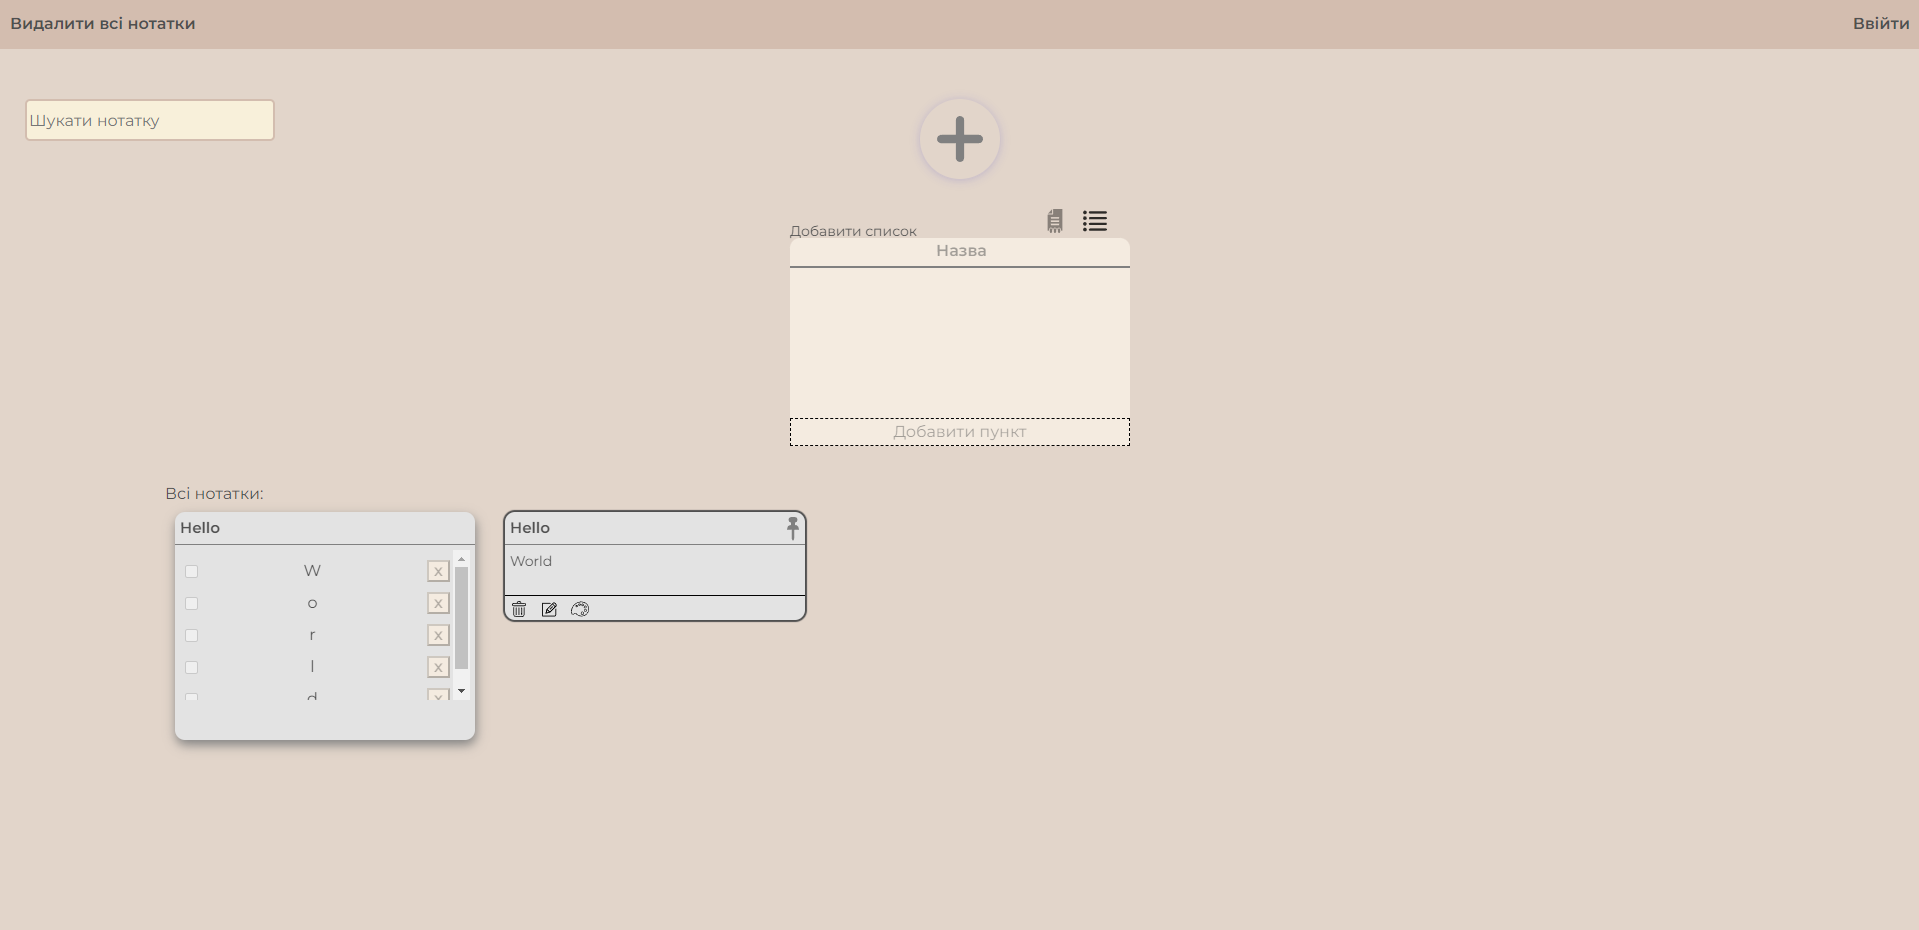 Видалити всі нотатки
Ввійти
Шукати нотатку
Добавити список
Назва
Добавити пункт
Всі нотатки:
Hello
W x
o x
r x
l x
d x
Hello
World